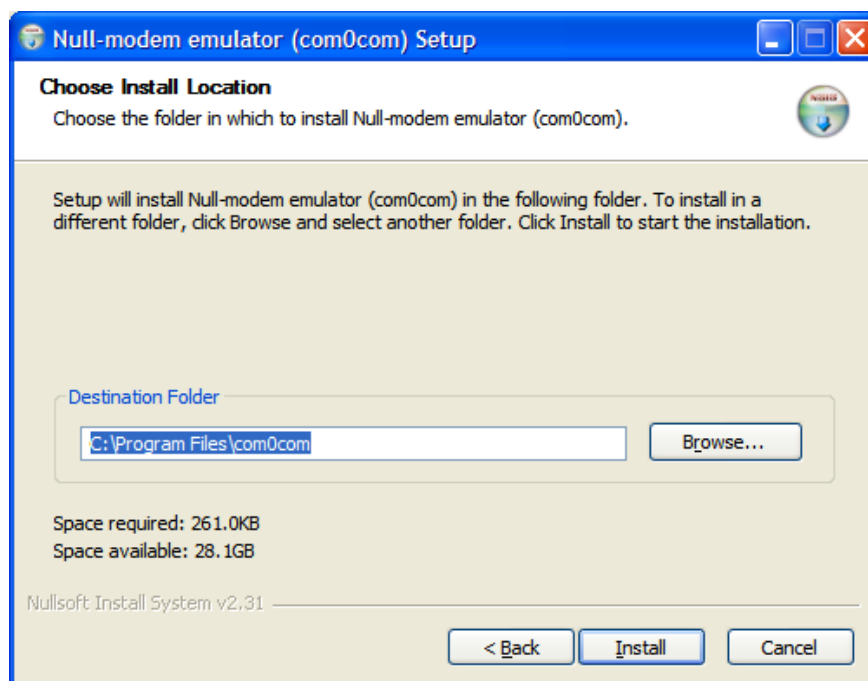 Null-modem emulator (com0com) Setup
Choose Install Location
Choose the folder in which to install Null-modem emulator (com0com).
Setup will install Null-modem emulator (com0com) in the following folder. To install in a
different folder, click Browse and select another folder. Click Install to start the installation.
Destination Folder
C:\Program Files\com0com
Browse...
Space required: 261.0KB
Space available: 28.1GB
Nullsoft Install System v2.31
< Back
Install
Cancel